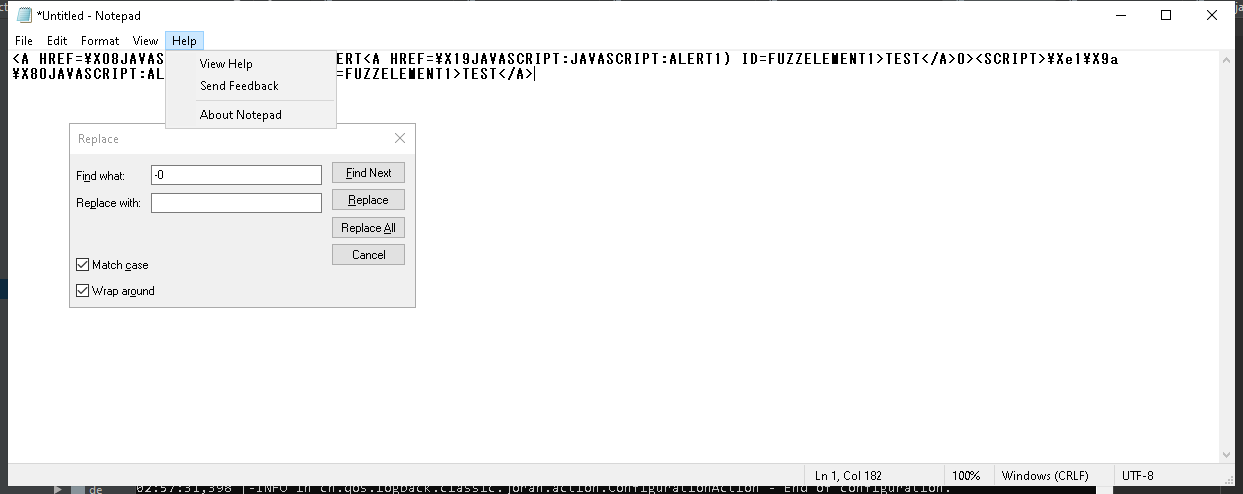 *Untitled - Notepad
File Edit Format View Help
<A HREF=¥X08JAVAS ERT<A HREF=¥X19JAVASCRIPT:JAVASCRIPT:ALERT1) ID=FUZZELEMENT1>TEST</A>0><SCRIPT>¥Xe1¥X9a
¥X80JAVASCRIPT:AL =FUZZELEMENT1>TEST</A>
View Help
Send Feedback
About Notepad
Replace
Find what: -0 Find Next
Replace with: Replace
Replace All
Cancel
Match case
Wrap around
Ln 1, Col 182 100% Windows (CRLF) UTF-8
de 02:57:31,398 |-INFO in ch.qos.logback.classic.joran.action.ConfigurationAction - End of configuration.